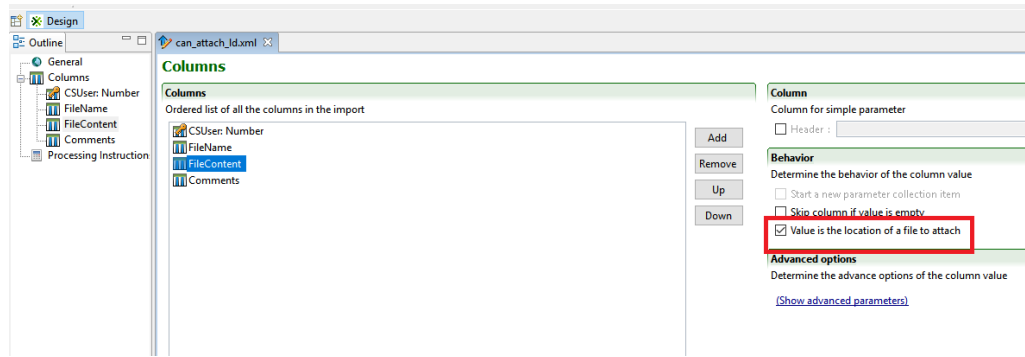 Design
Outline
General
Columns
CSUser: Number
FileName
FileContent
Comments
Processing Instruction
can_attach_ld.xml
Columns
Columns
Ordered list of all the columns in the import
CSUser: Number
FileName
FileContent
Comments
Add
Remove
Up
Down
Column
Column for simple parameter
Header :
Behavior
Determine the behavior of the column value
Start a new parameter collection item
Skip column if value is empty
Value is the location of a file to attach
Advanced options
Determine the advance options of the column value
(Show advanced parameters)